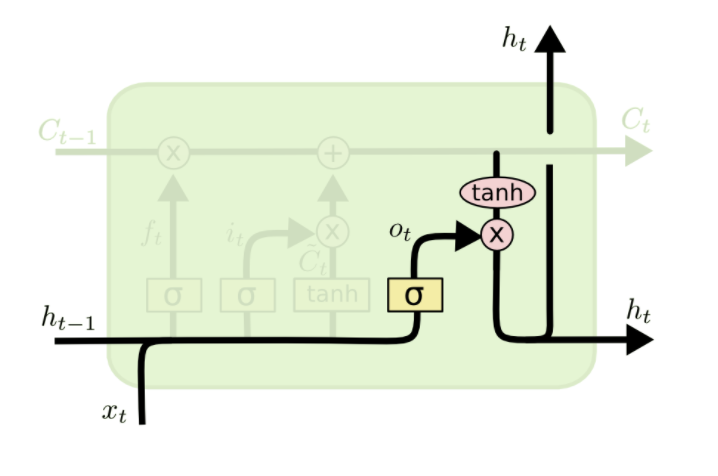 h_t
C_{t-1}
C_t
x
+
tanh
f_t
i_t
x
o_t
x
C̃_t
σ
σ
tanh
σ
h_{t-1}
h_t
x_t